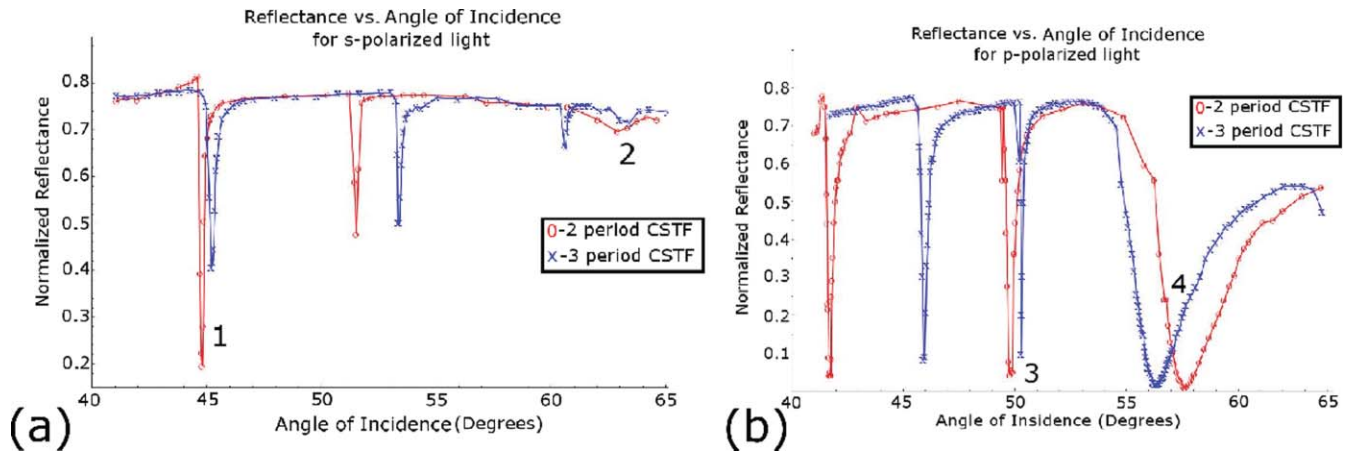 Reflectance vs. Angle of Incidence
for s-polarized light
Normalized Reflectance
0.8
0.7
0.6
0.5
0.4
0.3
0.2
40
45
50
55
60
65
Angle of Incidence (Degrees)
1
2
0-2 period CSTF
x-3 period CSTF
(a)
Reflectance vs. Angle of Incidence
for p-polarized light
Normalized Reflectance
0.8
0.7
0.6
0.5
0.4
0.3
0.2
0.1
40
45
50
55
60
65
Angle of Insidence (Degrees)
3
4
0-2 period CSTF
x-3 period CSTF
(b)